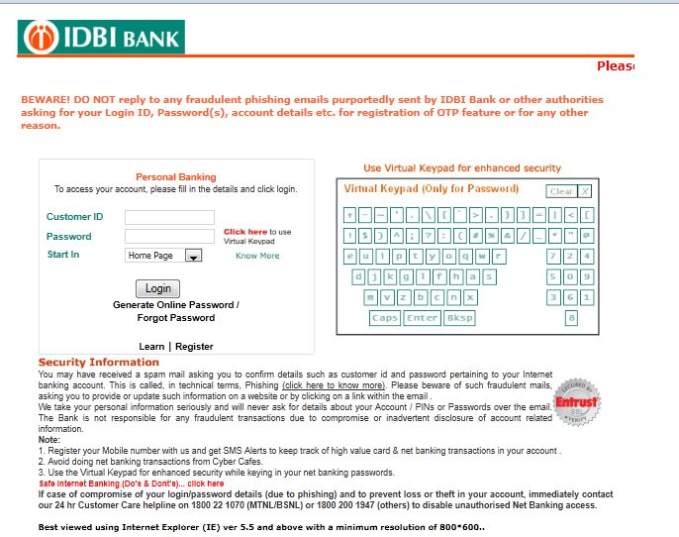 IDBI BANK
Pleas
BEWARE! DO NOT reply to any fraudulent phishing emails purportedly sent by IDBI Bank or other authorities
asking for your Login ID, Password(s), account details etc. for registration of OTP feature or for any other
reason.
Personal Banking
To access your account, please fill in the details and click login.
Customer ID
Password
Click here to use
Virtual Keypad
Start In
Home Page
Know More
Login
Generate Online Password /
Forgot Password
Learn | Register
Use Virtual Keypad for enhanced security
Virtual Keypad (Only for Password)
Clear X
e u i p t y o q w r 7 2 4
d j k g l f h a s 5 0 9
m v z b c n x 3 6 1
Caps Enter Bksp 8
Security Information
You may have received a spam mail asking you to confirm details such as customer id and password pertaining to your Internet
banking account. This is called, in technical terms, Phishing (click here to know more). Please beware of such fraudulent mails,
asking you to provide or update such information on a website or by clicking on a link within the email .
We take your personal information seriously and will never ask for details about your Account / PINs or Passwords over the email.
The Bank is not responsible for any fraudulent transactions due to compromise or inadvertent disclosure of account related
information.
Entrust
Note:
1. Register your Mobile number with us and get SMS Alerts to keep track of high value card & net banking transactions in your account .
2. Avoid doing net banking transactions from Cyber Cafes.
3. Use the Virtual Keypad for enhanced security while keying in your net banking passwords.
Safe Internet Banking (Do's & Dont's)... click here
If case of compromise of your login/password details (due to phishing) and to prevent loss or theft in your account, immediately contact
our 24 hr Customer Care helpline on 1800 22 1070 (MTNL/BSNL) or 1800 200 1947 (others) to disable unauthorised Net Banking access.
Best viewed using Internet Explorer (IE) ver 5.5 and above with a minimum resolution of 800*600..